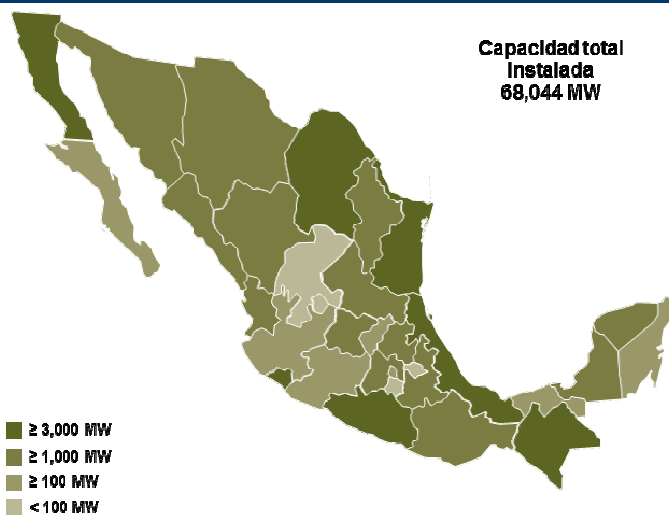 Capacidad total
Instalada
68,044 MW
≥ 3,000 MW
≥ 1,000 MW
≥ 100 MW
< 100 MW